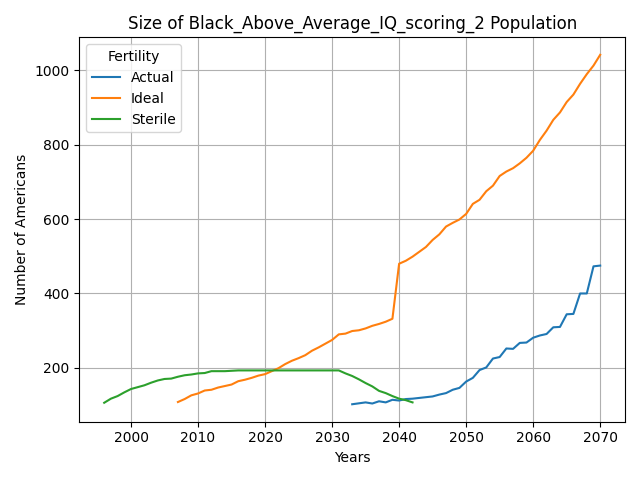 Size of Black_Above_Average_IQ_scoring_2 Population
Fertility
Actual
Ideal
Sterile
Number of Americans
1000
800
600
400
200
2000 2010 2020 2030 2040 2050 2060 2070
Years